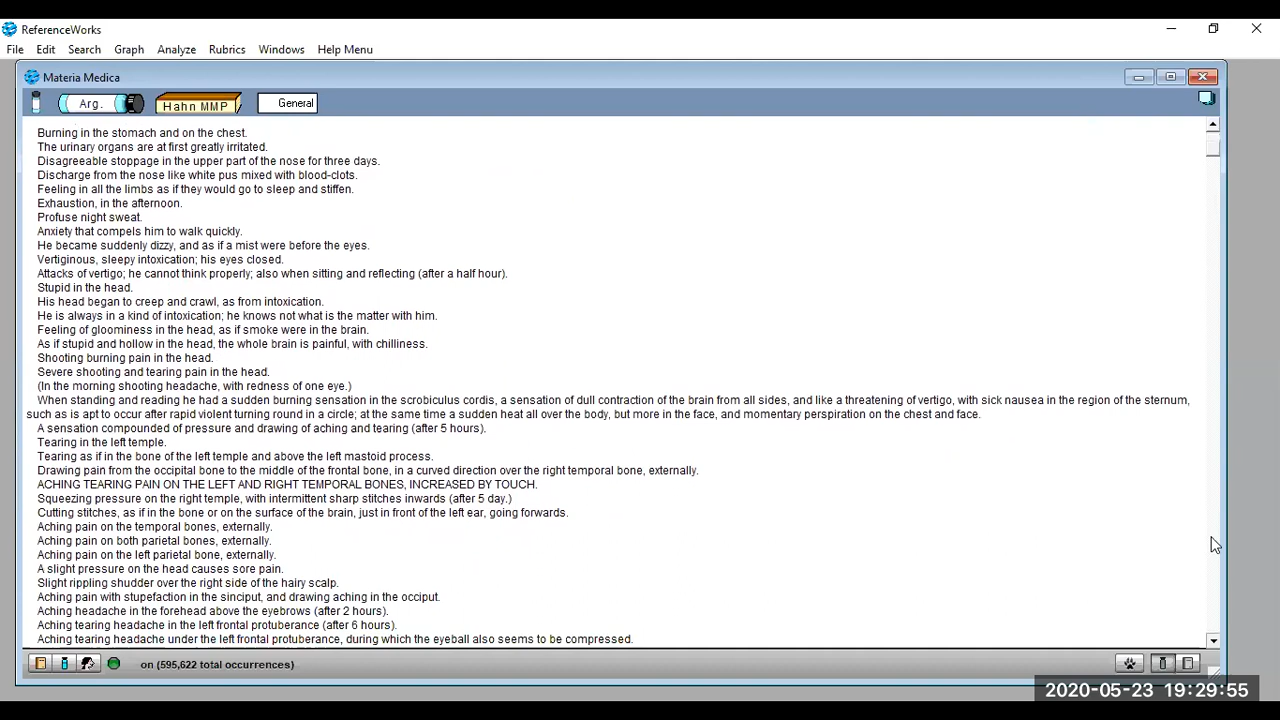 ReferenceWorks
File Edit Search Graph Analyze Rubrics Windows Help Menu
Materia Medica
Arg. Hahn MMP General
Burning in the stomach and on the chest.
The urinary organs are at first greatly irritated.
Disagreeable stoppage in the upper part of the nose for three days.
Discharge from the nose like white pus mixed with blood-clots.
Feeling in all the limbs as if they would go to sleep and stiffen.
Exhaustion, in the afternoon.
Profuse night sweat.
Anxiety that compels him to walk quickly.
He became suddenly dizzy, and as if a mist were before the eyes.
Vertiginous, sleepy intoxication; his eyes closed.
Attacks of vertigo; he cannot think properly; also when sitting and reflecting (after a half hour).
Stupid in the head.
His head began to creep and crawl, as from intoxication.
He is always in a kind of intoxication; he knows not what is the matter with him.
Feeling of gloominess in the head, as if smoke were in the brain.
As if stupid and hollow in the head, the whole brain is painful, with chilliness.
Shooting burning pain in the head.
Severe shooting and tearing pain in the head.
(In the morning shooting headache, with redness of one eye.)
When standing and reading he had a sudden burning sensation in the scrobiculus cordis, a sensation of dull contraction of the brain from all sides, and like a threatening of vertigo, with sick nausea in the region of the sternum,
such as is apt to occur after rapid violent turning round in a circle; at the same time a sudden heat all over the body, but more in the face, and momentary perspiration on the chest and face.
A sensation compounded of pressure and drawing of aching and tearing (after 5 hours).
Tearing in the left temple.
Tearing as if in the bone of the left temple and above the left mastoid process.
Drawing pain from the occipital bone to the middle of the frontal bone, in a curved direction over the right temporal bone, externally.
ACHING TEARING PAIN ON THE LEFT AND RIGHT TEMPORAL BONES, INCREASED BY TOUCH.
Squeezing pressure on the right temple, with intermittent sharp stitches inwards (after 5 day.)
Cutting stitches, as if in the bone or on the surface of the brain, just in front of the left ear, going forwards.
Aching pain on the temporal bones, externally.
Aching pain on both parietal bones, externally.
Aching pain on the left parietal bone, externally.
A slight pressure on the head causes sore pain.
Slight rippling shudder over the right side of the hairy scalp.
Aching pain with stupefaction in the sinciput, and drawing aching in the occiput.
Aching headache in the forehead above the eyebrows (after 2 hours).
Aching tearing headache in the left frontal protuberance (after 6 hours).
Aching tearing headache under the left frontal protuberance, during which the eyeball also seems to be compressed.
on (595,622 total occurrences)
2020-05-23 19:29:55